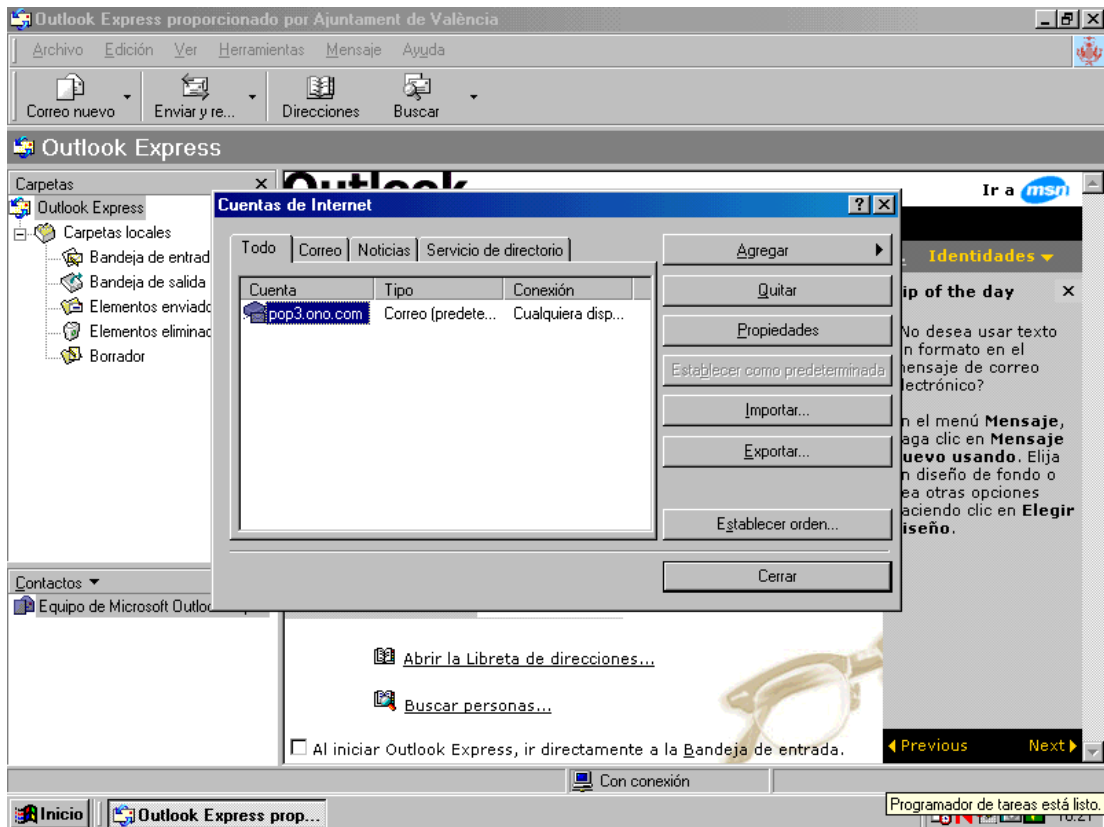 Outlook Express proporcionado por Ajuntament de València
Archivo Edición Ver Herramientas Mensaje Ayuda
Correo nuevo Enviar y re... Direcciones Buscar
Outlook Express
Carpetas
Outlook Express
Carpetas locales
Bandeja de entrad
Bandeja de salida
Elementos enviado
Elementos eliminac
Borrador
Contactos
Equipo de Microsoft Outloo
Outlook
Ir a msn
Cuentas de Internet
Todo Correo Noticias Servicio de directorio
Cuenta Tipo Conexión
pop3.ono.com Correo (predete... Cualquiera disp...
Agregar
Quitar
Propiedades
Establecer como predeterminada
Importar...
Exportar...
Establecer orden...
Cerrar
Identidades
ip of the day
No desea usar texto
n formato en el
mensaje de correo
lectrónico?
n el menú Mensaje,
aga clic en Mensaje
uevo usando. Elija
n diseño de fondo o
ea otras opciones
aciendo clic en Elegir
iseño.
Previous Next
Abrir la Libreta de direcciones...
Buscar personas...
Al iniciar Outlook Express, ir directamente a la Bandeja de entrada.
Con conexión
Programador de tareas está listo.
Inicio Outlook Express prop...
16:21